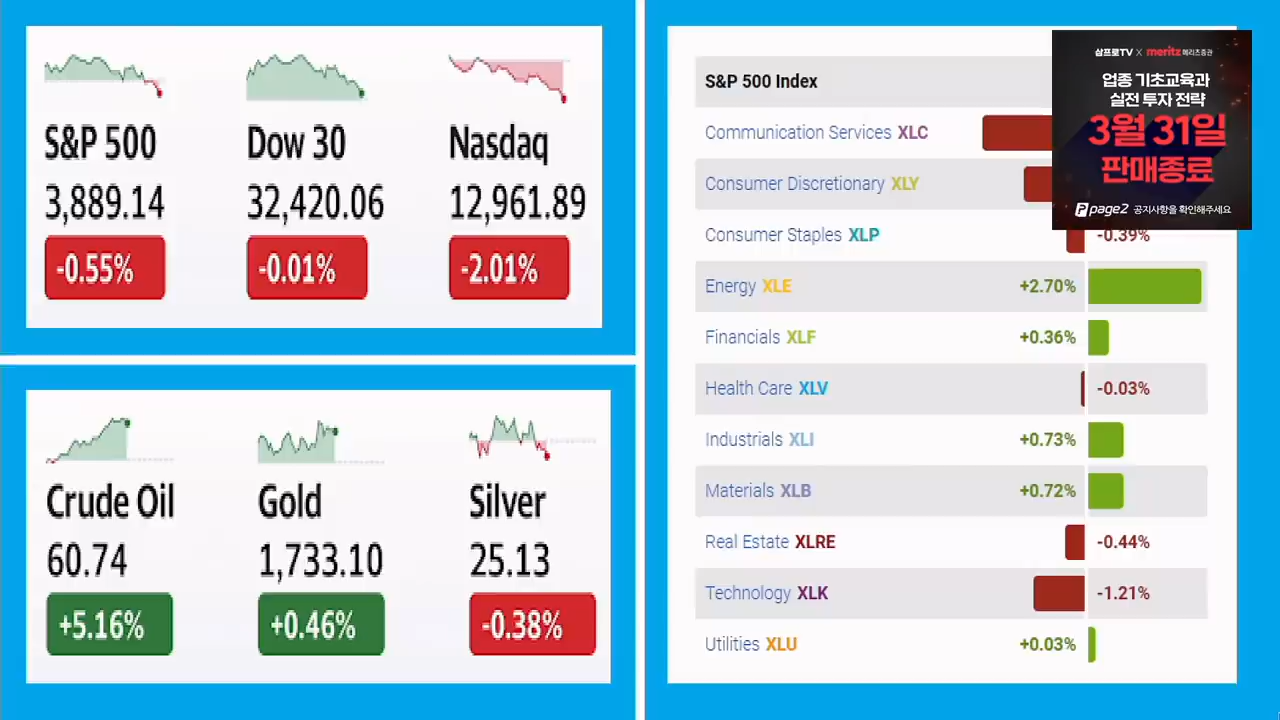 S&P 500
Dow 30
Nasdaq
3,889.14
32,420.06
12,961.89
-0.55%
-0.01%
-2.01%
Crude Oil
Gold
Silver
60.74
1,733.10
25.13
+5.16%
+0.46%
-0.38%
S&P 500 Index
Communication Services XLC
Consumer Discretionary XLY
Consumer Staples XLP -0.39%
Energy XLE +2.70%
Financials XLF +0.36%
Health Care XLV -0.03%
Industrials XLI +0.73%
Materials XLB +0.72%
Real Estate XLRE -0.44%
Technology XLK -1.21%
Utilities XLU +0.03%
삼프로TV X meritz 메리츠증권
업종 기초교육과
실전 투자 전략
3월 31일
판매종료
page2 공지사항을 확인해주세요